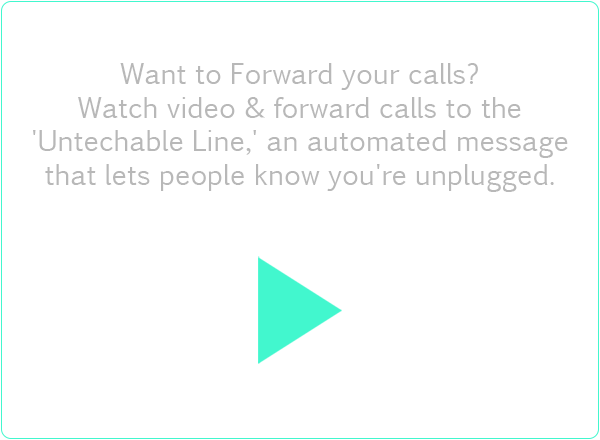 Want to Forward your calls?
Watch video & forward calls to the
'Untechable Line,' an automated message
that lets people know you're unplugged.